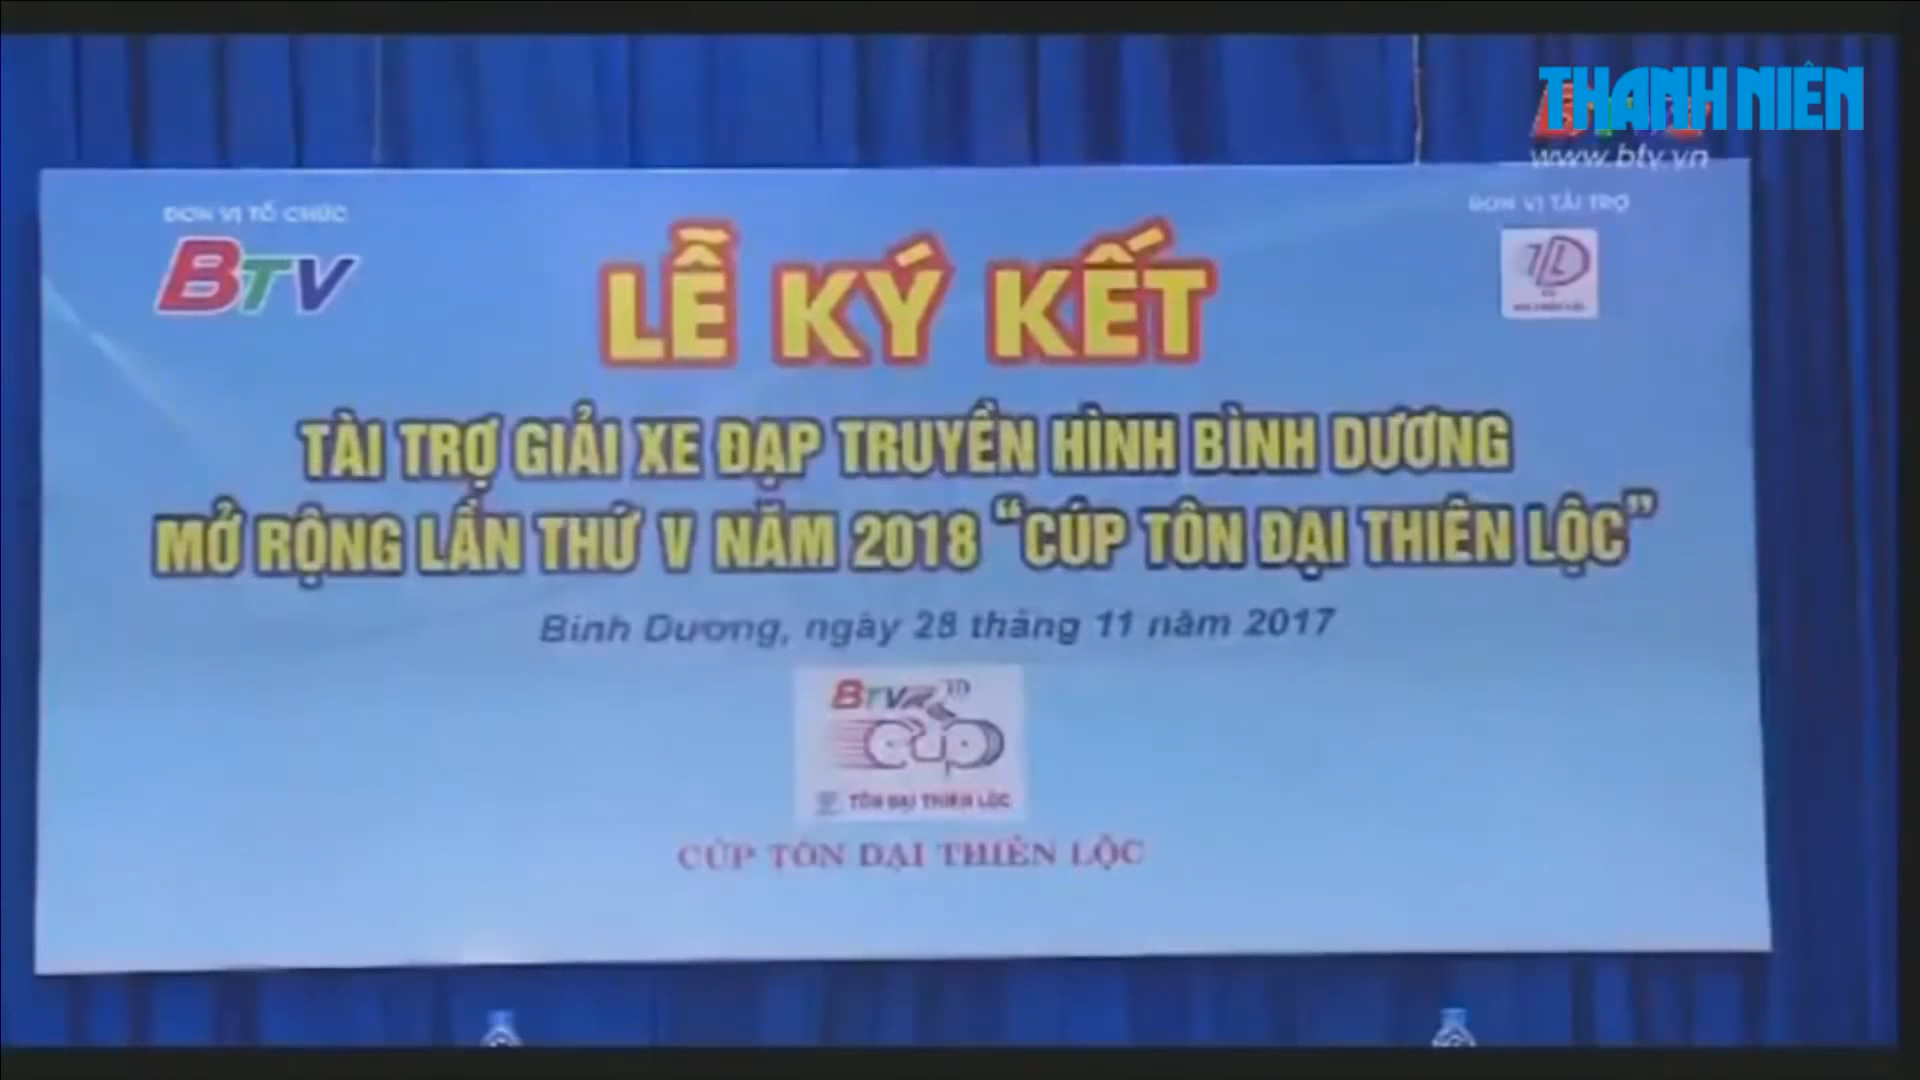 THANH NIÊN
www.btv.vn
ĐƠN VỊ TỔ CHỨC
BTV
ĐƠN VỊ TÀI TRỢ
LỄ KÝ KẾT
TÀI TRỢ GIẢI XE ĐẠP TRUYỀN HÌNH BÌNH DƯƠNG
MỞ RỘNG LẦN THỨ V NĂM 2018 “CÚP TÔN ĐẠI THIÊN LỘC”
Bình Dương, ngày 28 tháng 11 năm 2017
BTV
Cúp
TÔN ĐẠI THIÊN LỘC
CÚP TÔN ĐẠI THIÊN LỘC